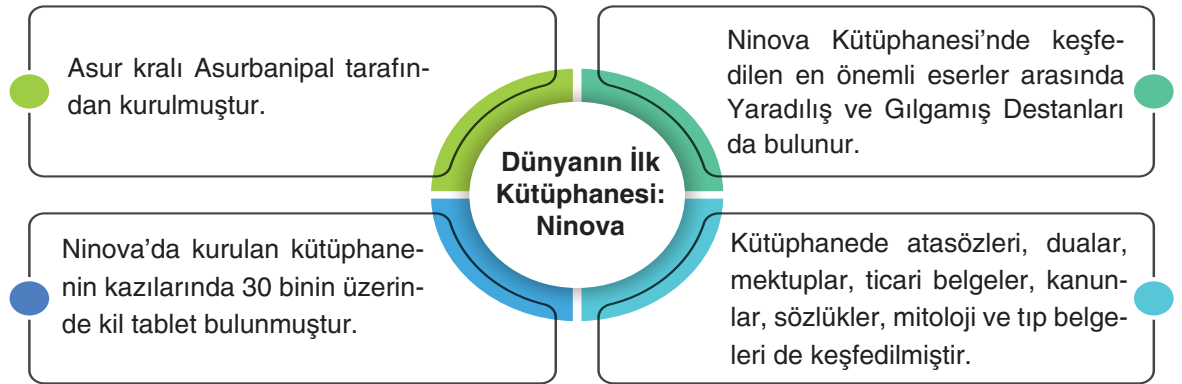 Asur kralı Asurbanipal tarafın-
dan kurulmuştur.
Ninova Kütüphanesi’nde keşfe-
dilen en önemli eserler arasında
Yaradılış ve Gılgamış Destanları
da bulunur.
Dünyanın İlk
Kütüphanesi:
Ninova
Ninova’da kurulan kütüphane-
nin kazılarında 30 binin üzerin-
de kil tablet bulunmuştur.
Kütüphanede atasözleri, dualar,
mektuplar, ticari belgeler, kanun-
lar, sözlükler, mitoloji ve tıp belge-
leri de keşfedilmiştir.